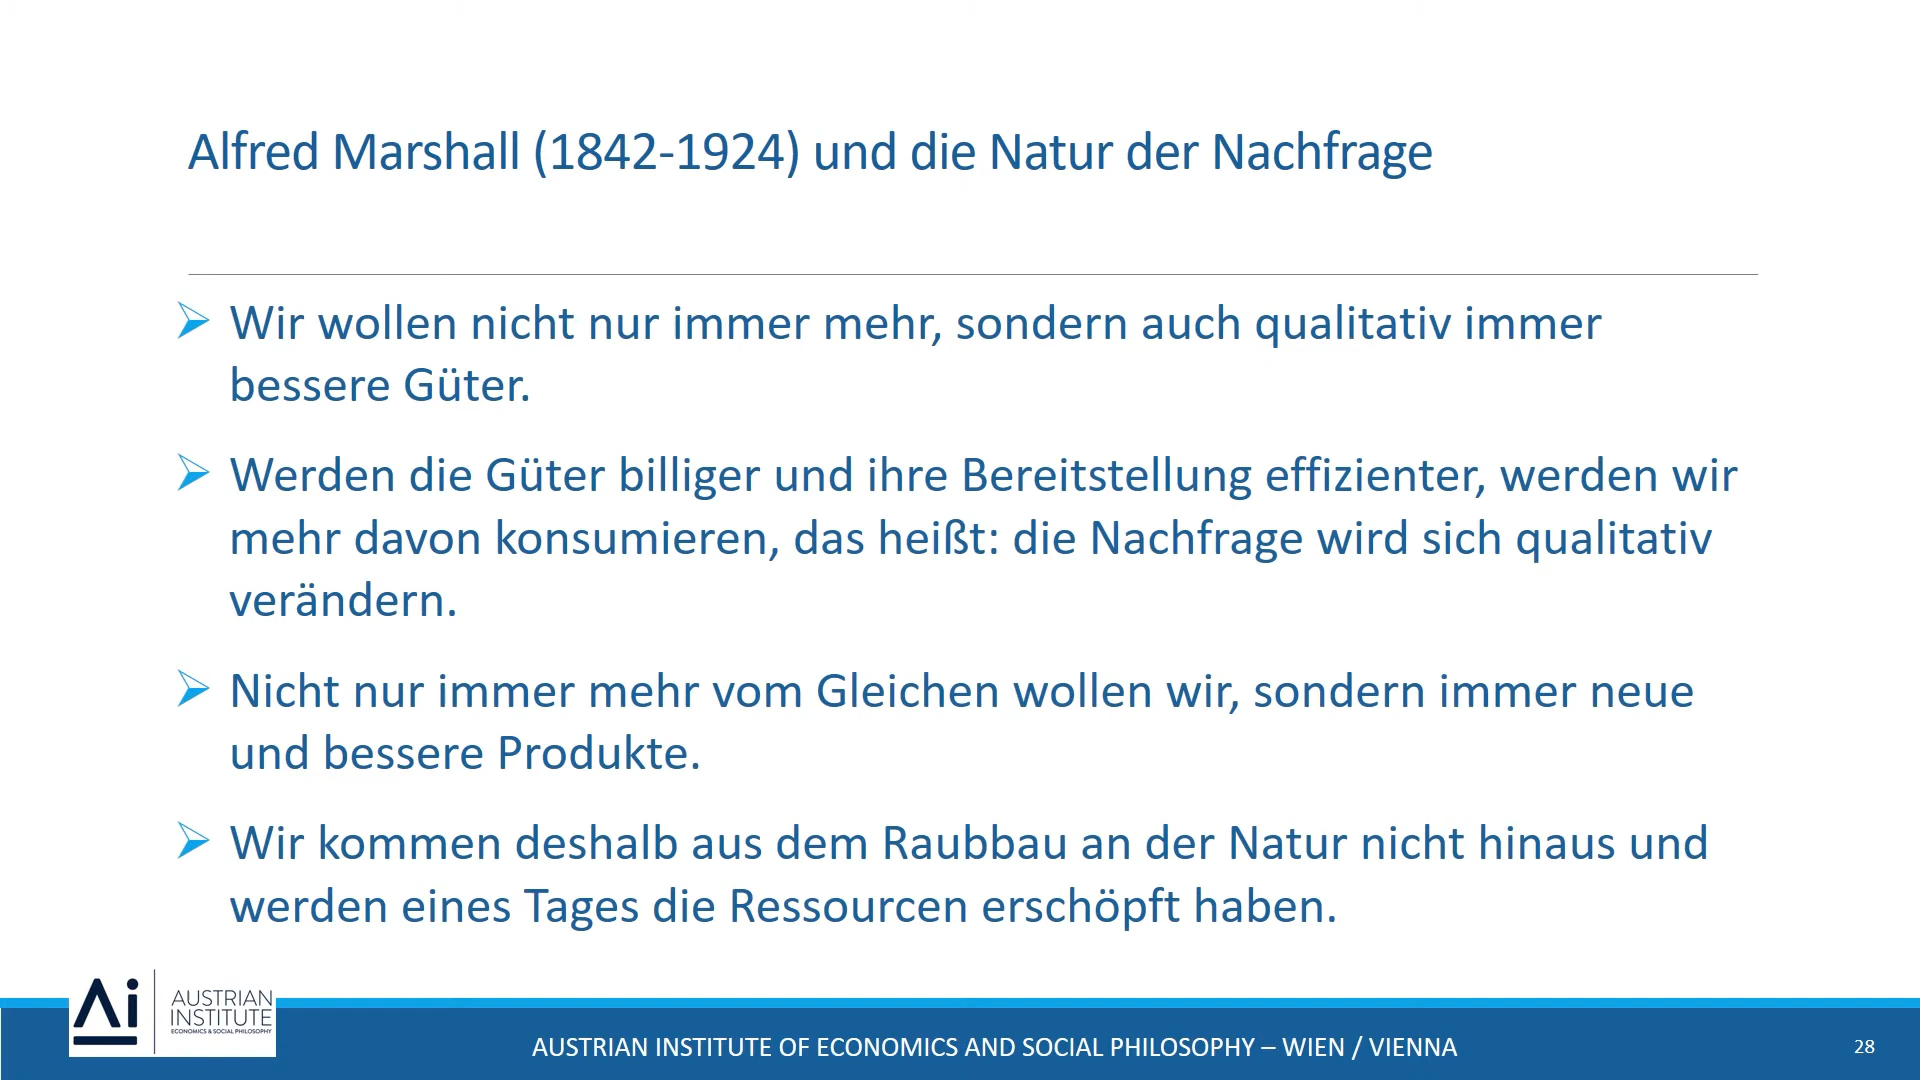 Alfred Marshall (1842-1924) und die Natur der Nachfrage
Wir wollen nicht nur immer mehr, sondern auch qualitativ immer
bessere Güter.
Werden die Güter billiger und ihre Bereitstellung effizienter, werden wir
mehr davon konsumieren, das heißt: die Nachfrage wird sich qualitativ
verändern.
Nicht nur immer mehr vom Gleichen wollen wir, sondern immer neue
und bessere Produkte.
Wir kommen deshalb aus dem Raubbau an der Natur nicht hinaus und
werden eines Tages die Ressourcen erschöpft haben.
Ai
AUSTRIAN
INSTITUTE
ECONOMICS & SOCIAL PHILOSOPHY
AUSTRIAN INSTITUTE OF ECONOMICS AND SOCIAL PHILOSOPHY – WIEN / VIENNA
28